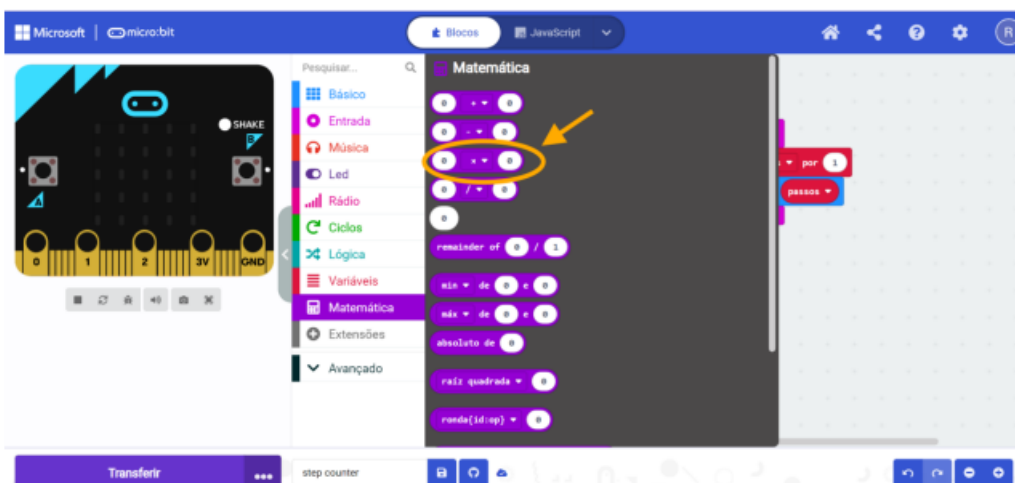 Microsoft | micro:bit
Blocos
JavaScript
R
SHAKE
B
A
0 1 2 3V GND
Pesquisar...
Básico
Entrada
Música
Led
Rádio
Ciclos
Lógica
Variáveis
Matemática
Extensões
Avançado
Matemática
0 + 0
0 - 0
0 x 0
0 / 0
0
remainder of 0 / 1
min de 0 e 0
máx de 0 e 0
absoluto de 0
raíz quadrada 0
ronda{id:op} 0
por 1
passos
Transferir
step counter